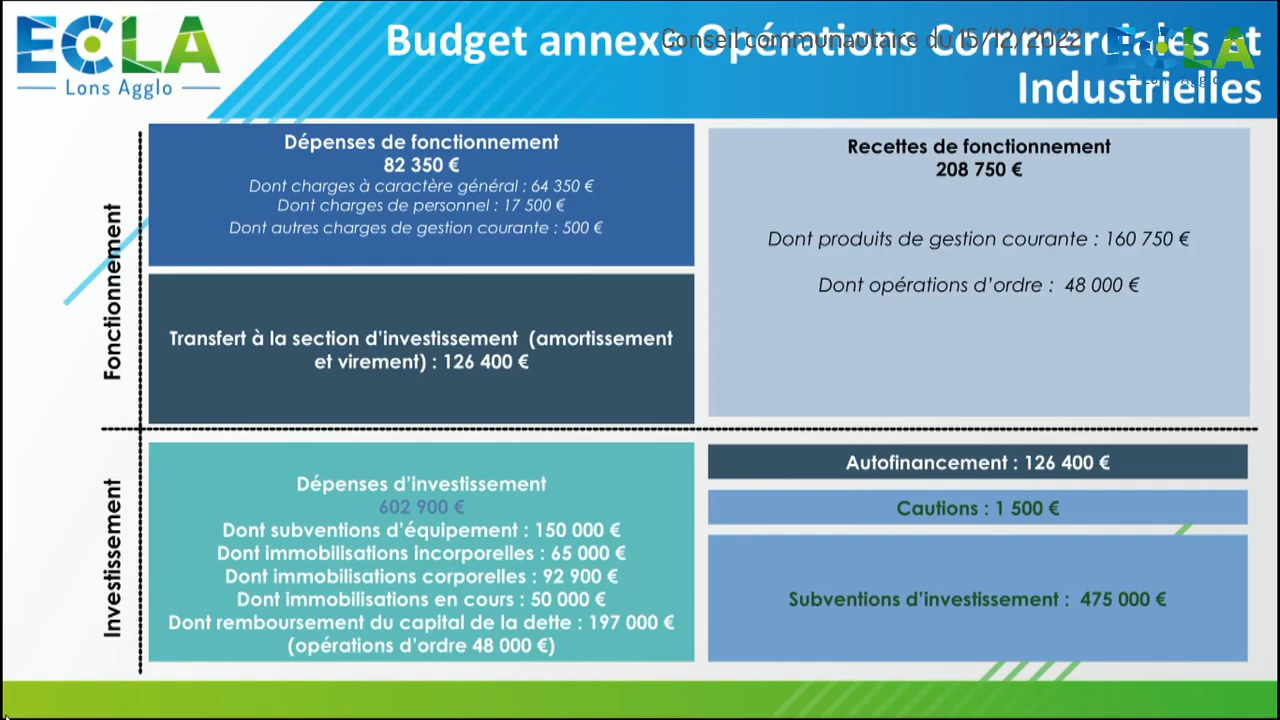 ECLA
Lons Agglo
Budget annexe Opérations Commerciales et
Industrielles
Conseil communautaire du 15/12/2022
ECLA
Lons Agglo
Fonctionnement
Dépenses de fonctionnement
82 350 €
Dont charges à caractère général : 64 350 €
Dont charges de personnel : 17 500 €
Dont autres charges de gestion courante : 500 €
Transfert à la section d'investissement (amortissement
et virement) : 126 400 €
Recettes de fonctionnement
208 750 €
Dont produits de gestion courante : 160 750 €
Dont opérations d'ordre : 48 000 €
Investissement
Dépenses d'investissement
602 900 €
Dont subventions d'équipement : 150 000 €
Dont immobilisations incorporelles : 65 000 €
Dont immobilisations corporelles : 92 900 €
Dont immobilisations en cours : 50 000 €
Dont remboursement du capital de la dette : 197 000 €
(opérations d'ordre 48 000 €)
Autofinancement : 126 400 €
Cautions : 1 500 €
Subventions d'investissement : 475 000 €